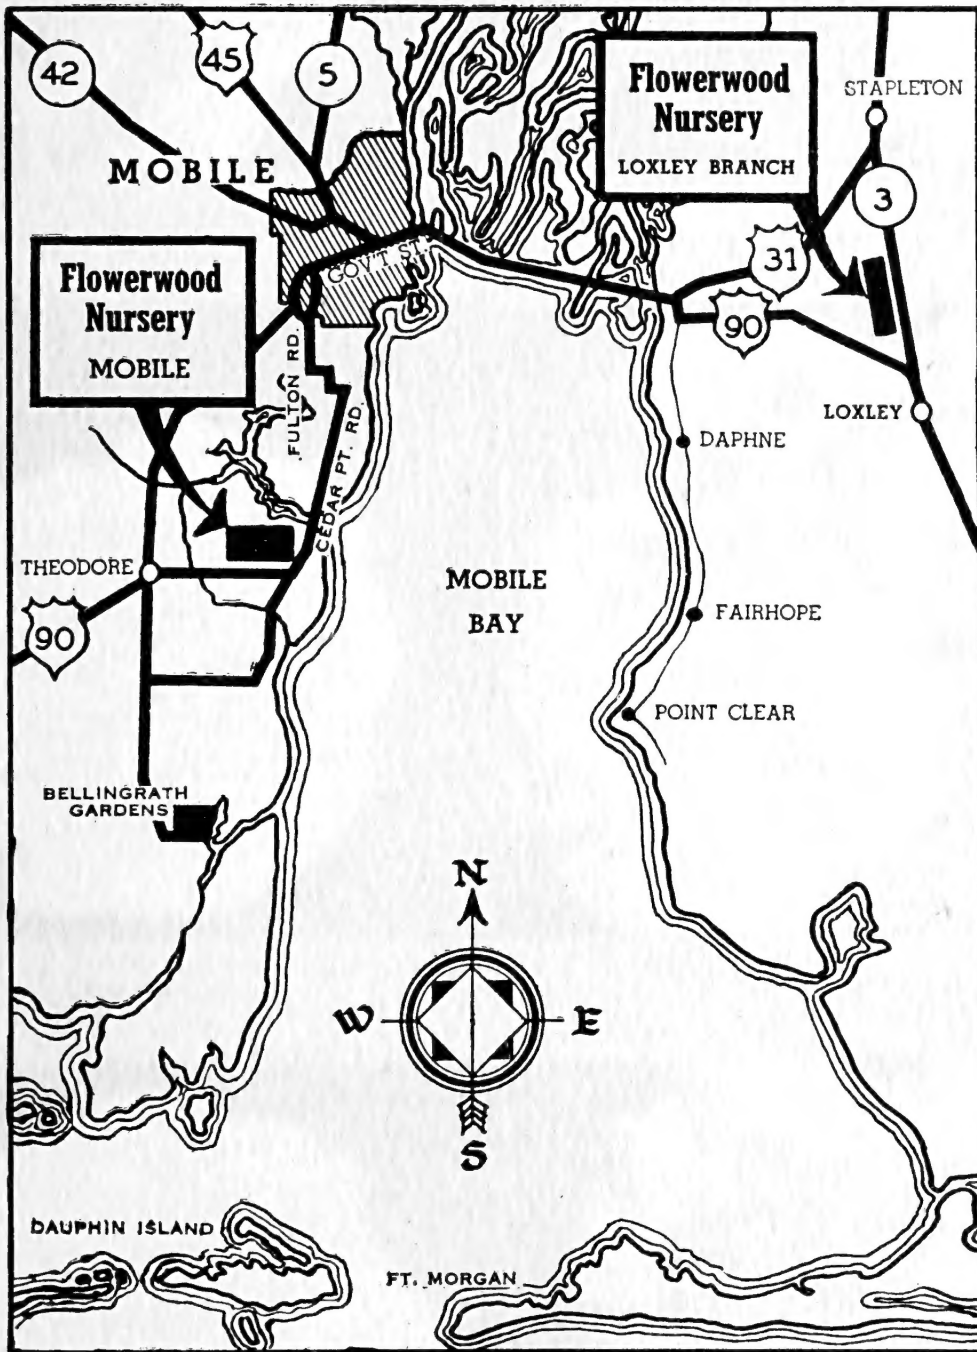 42
45
5
Flowerwood
Nursery
LOXLEY BRANCH
STAPLETON
MOBILE
3
Flowerwood
Nursery
MOBILE
GOV'T ST.
31
90
FULTON RD.
CEDAR PT. RD.
LOXLEY
DAPHNE
THEODORE
MOBILE
BAY
90
FAIRHOPE
POINT CLEAR
BELLINGRATH
GARDENS
N
W
E
S
DAUPHIN ISLAND
FT. MORGAN